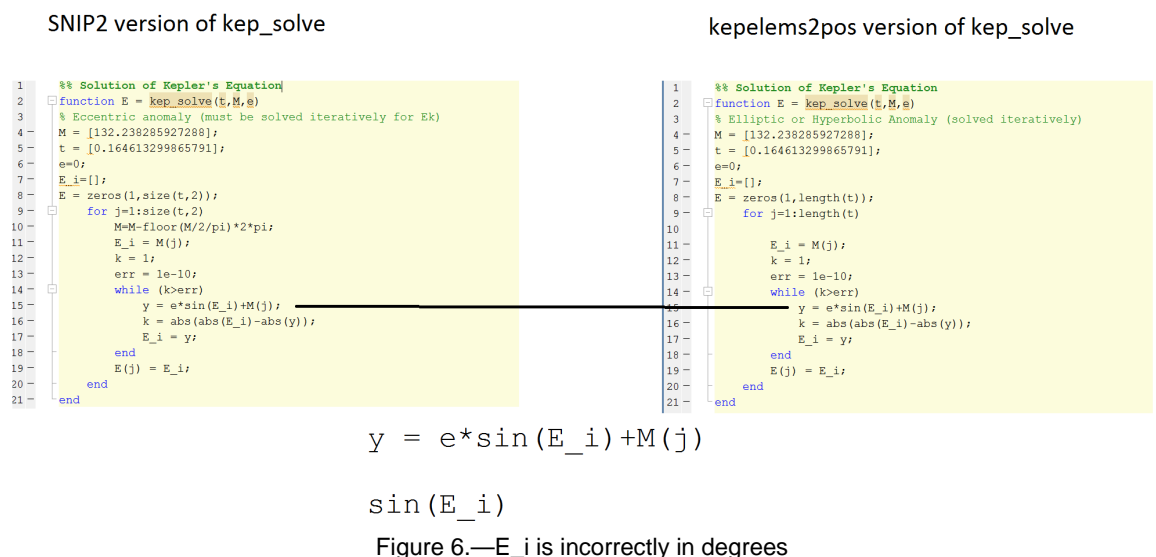 SNIP2 version of kep_solve
kepelems2pos version of kep_solve
1 %% Solution of Kepler's Equation
2 function E = kep_solve(t,M,e)
3 % Eccentric anomaly (must be solved iteratively for Ek)
4 − M = [132.238285927288];
5 − t = [0.164613299865791];
6 − e=0;
7 − E_i=[];
8 − E = zeros(1,size(t,2));
9 − for j=1:size(t,2)
10 − M=M-floor(M/2/pi)*2*pi;
11 − E_i = M(j);
12 − k = 1;
13 − err = 1e-10;
14 − while (k>err)
15 − y = e*sin(E_i)+M(j);
16 − k = abs(abs(E_i)-abs(y));
17 − E_i = y;
18 − end
19 − E(j) = E_i;
20 − end
21 − end
1 %% Solution of Kepler's Equation
2 function E = kep_solve(t,M,e)
3 % Elliptic or Hyperbolic Anomaly (solved iteratively)
4 − M = [132.238285927288];
5 − t = [0.164613299865791];
6 − e=0;
7 − E_i=[];
8 − E = zeros(1,length(t));
9 − for j=1:length(t)
10
11 − E_i = M(j);
12 − k = 1;
13 − err = 1e-10;
14 − while (k>err)
15 − y = e*sin(E_i)+M(j);
16 − k = abs(abs(E_i)-abs(y));
17 − E_i = y;
18 − end
19 − E(j) = E_i;
20 − end
21 − end
y = e*sin(E_i)+M(j)
sin(E_i)
Figure 6.—E_i is incorrectly in degrees